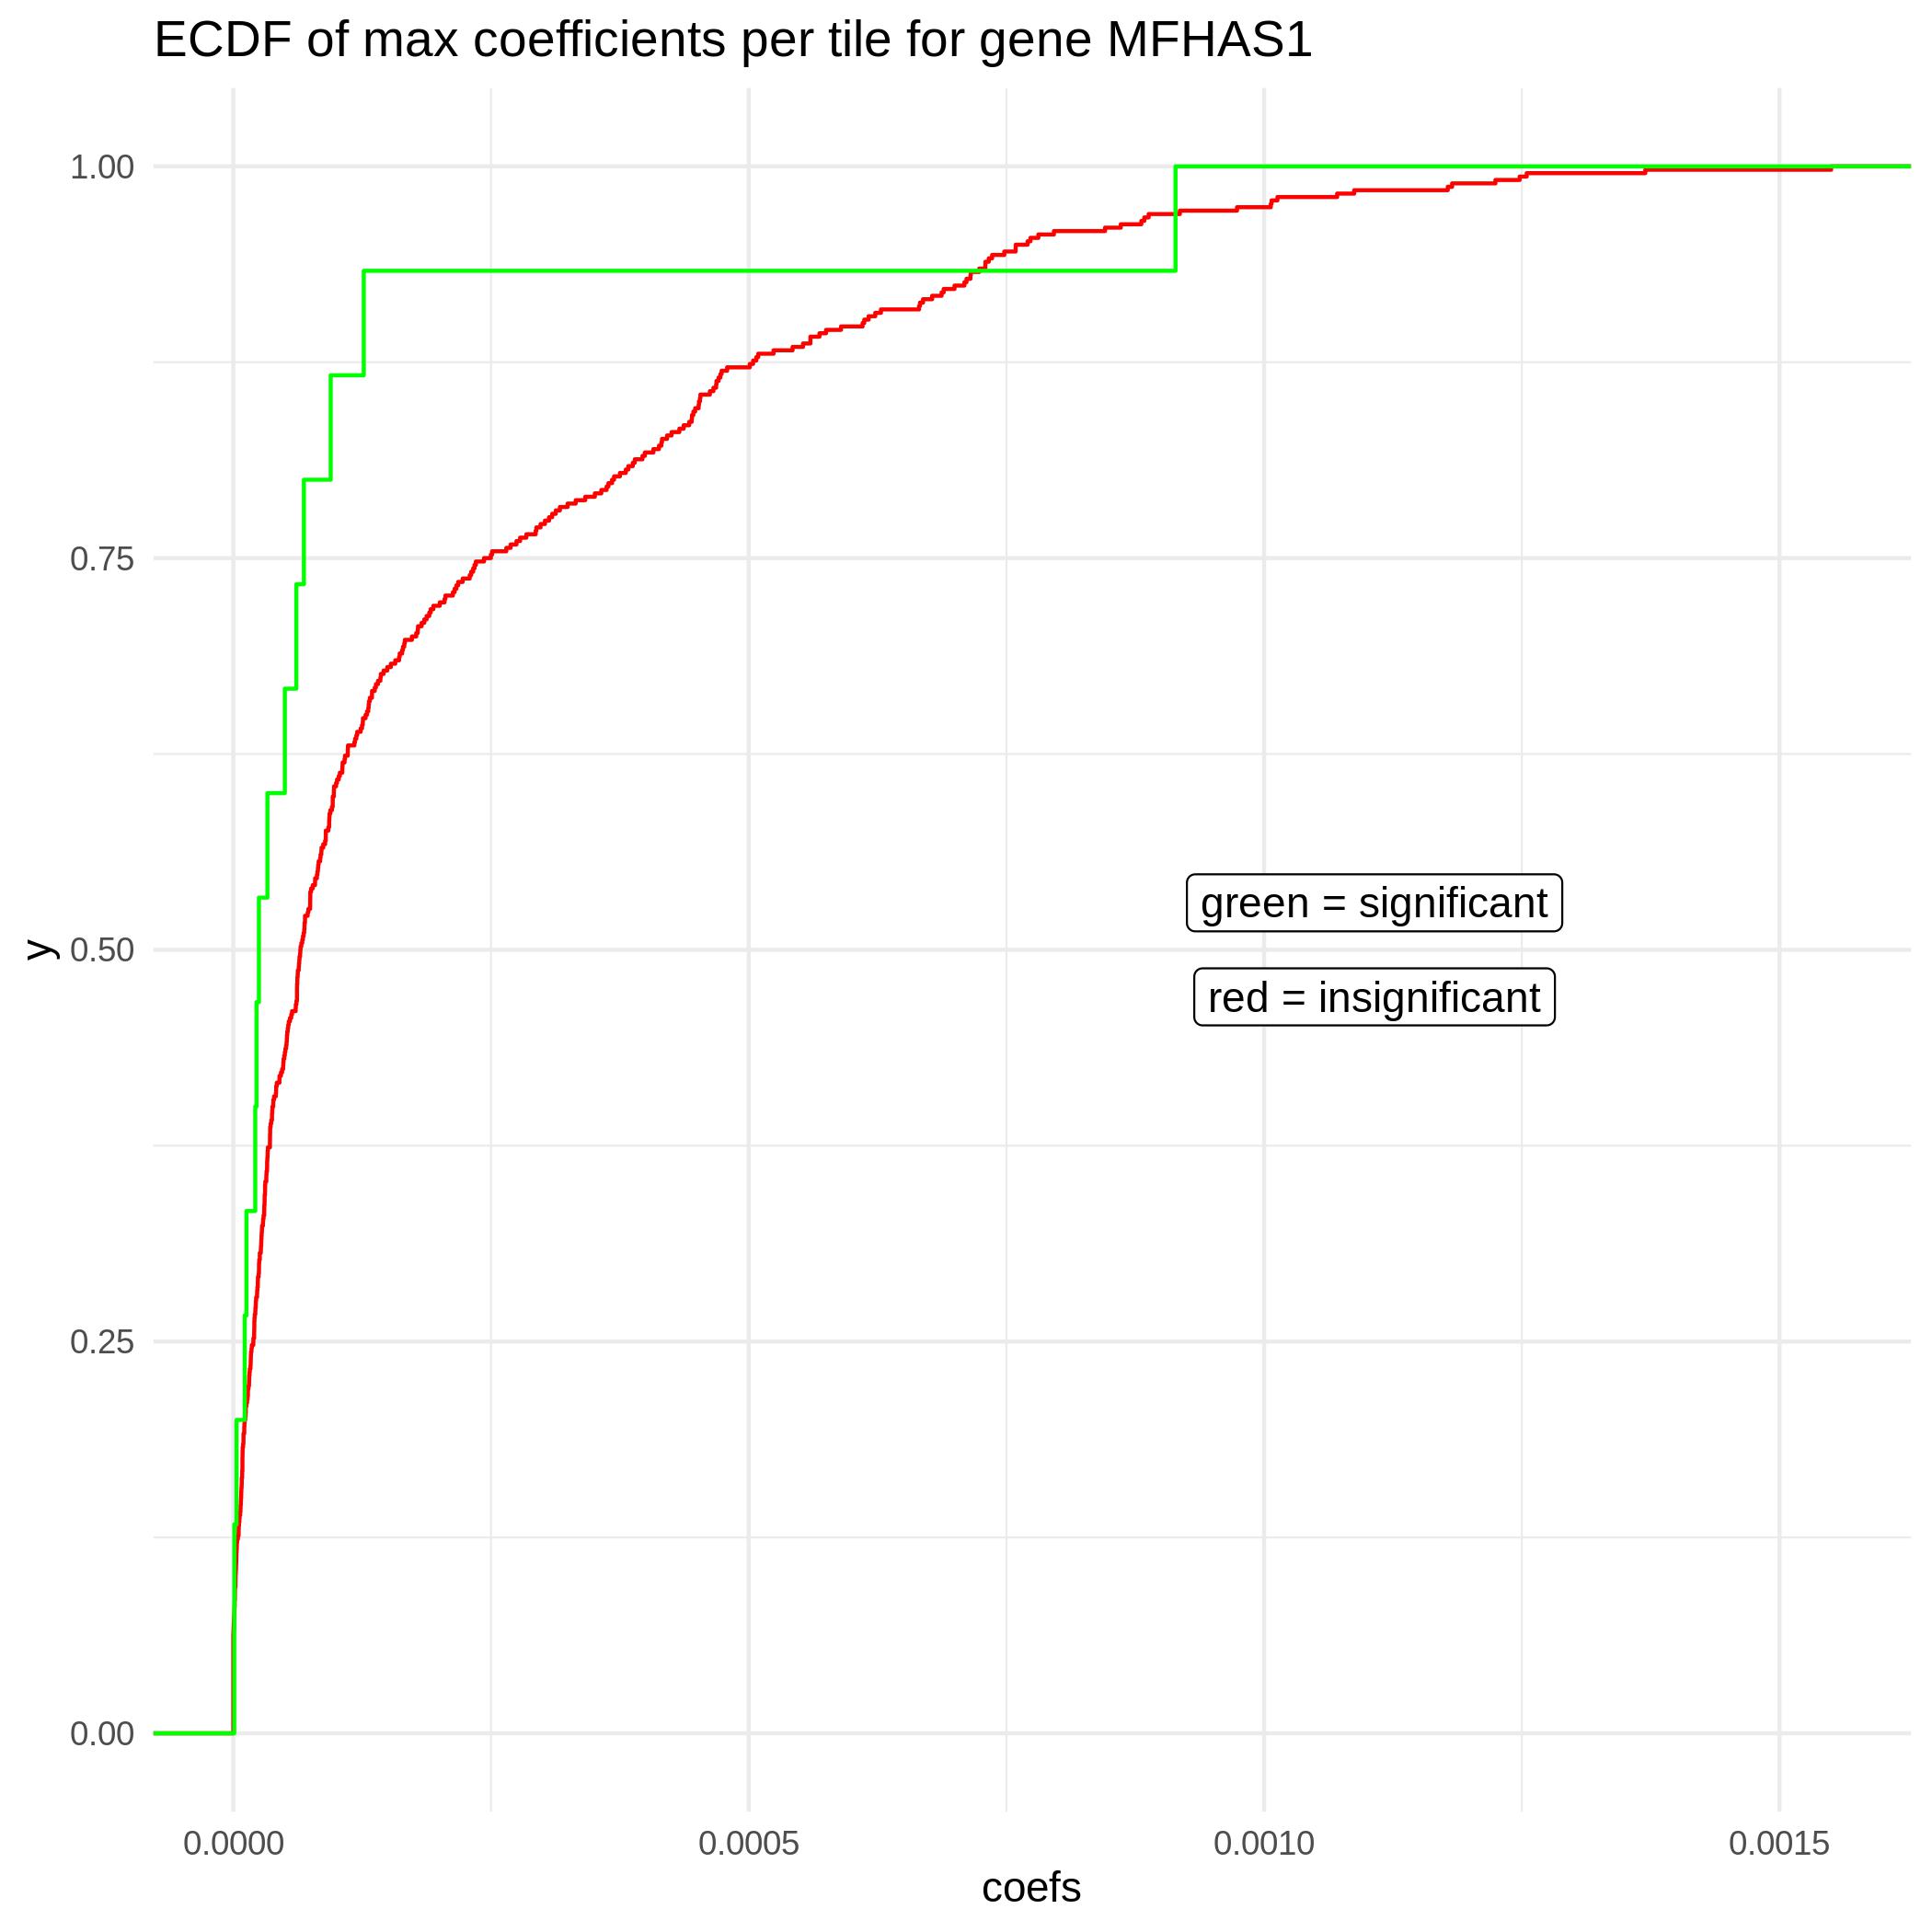 ECDF of max coefficients per tile for gene MFHAS1
1.00
0.75
0.50
0.25
0.00
y
green = significant
red = insignificant
0.0000 0.0005 0.0010 0.0015
coefs